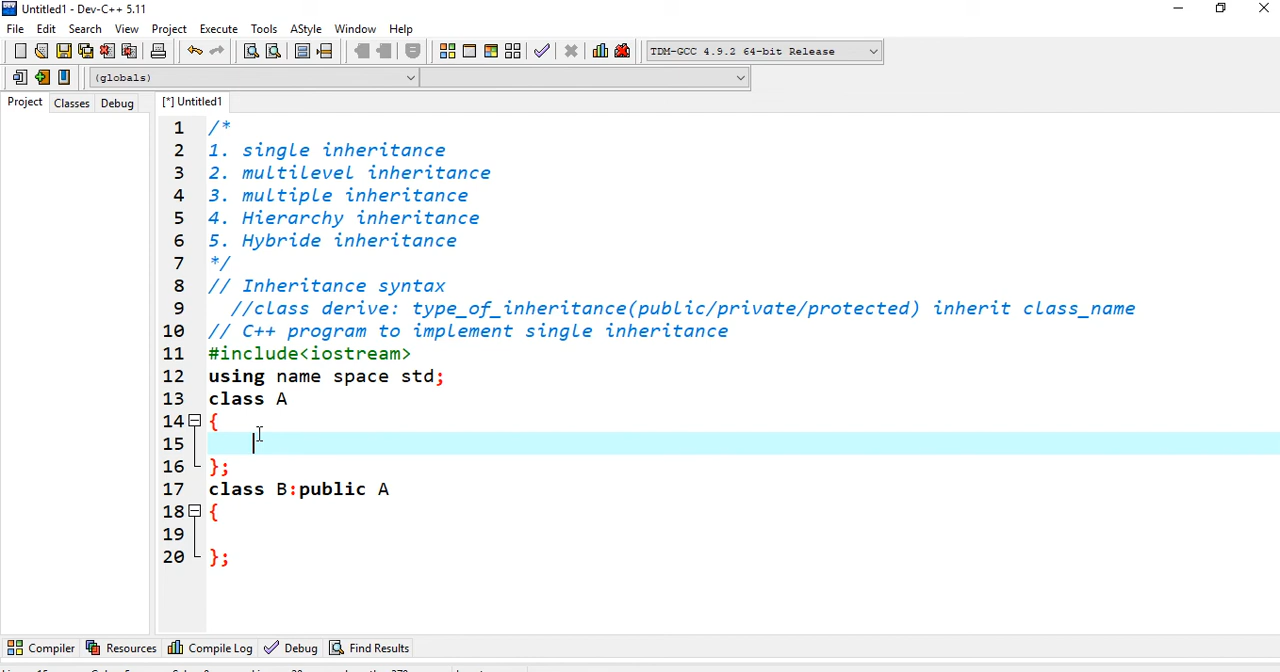 Untitled1 - Dev-C++ 5.11
File Edit Search View Project Execute Tools AStyle Window Help
TDM-GCC 4.9.2 64-bit Release
(globals)
Project Classes Debug [*] Untitled1
1 /*
2 1. single inheritance
3 2. multilevel inheritance
4 3. multiple inheritance
5 4. Hierarchy inheritance
6 5. Hybride inheritance
7 */
8 // Inheritance syntax
9 //class derive: type_of_inheritance(public/private/protected) inherit class_name
10 // C++ program to implement single inheritance
11 #include<iostream>
12 using name space std;
13 class A
14 {
15
16 };
17 class B:public A
18 {
19
20 };
Compiler Resources Compile Log Debug Find Results